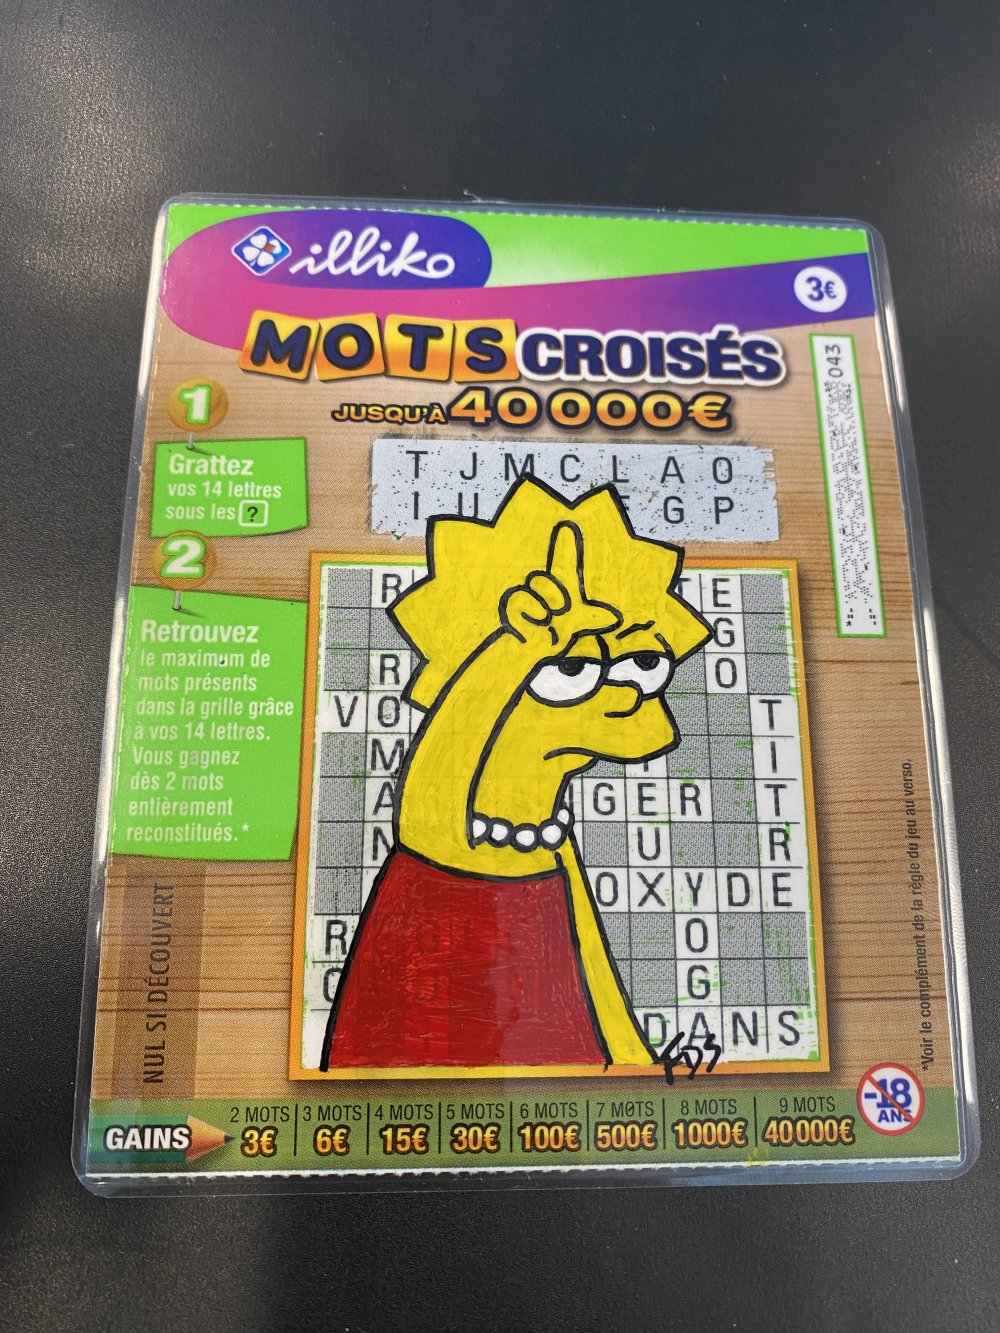 illiko
3€
MOTS CROISÉS
JUSQU'À 40 000€
043
1
Grattez
vos 14 lettres
sous les ?
T J M C L A O
I U G P
2
Retrouvez
le maximum de
mots présents
dans la grille grâce
à vos 14 lettres.
Vous gagnez
dès 2 mots
entièrement
reconstitués.*
R T E
G
R O
V O T
M I
A G E R T
N U R
O X Y D E
R O
G
D A N S
FDS
NUL SI DÉCOUVERT
*Voir le complément de la règle du jeu au verso.
-18
ANS
GAINS
2 MOTS 3 MOTS 4 MOTS 5 MOTS 6 MOTS 7 MOTS 8 MOTS 9 MOTS
3€ 6€ 15€ 30€ 100€ 500€ 1000€ 40000€